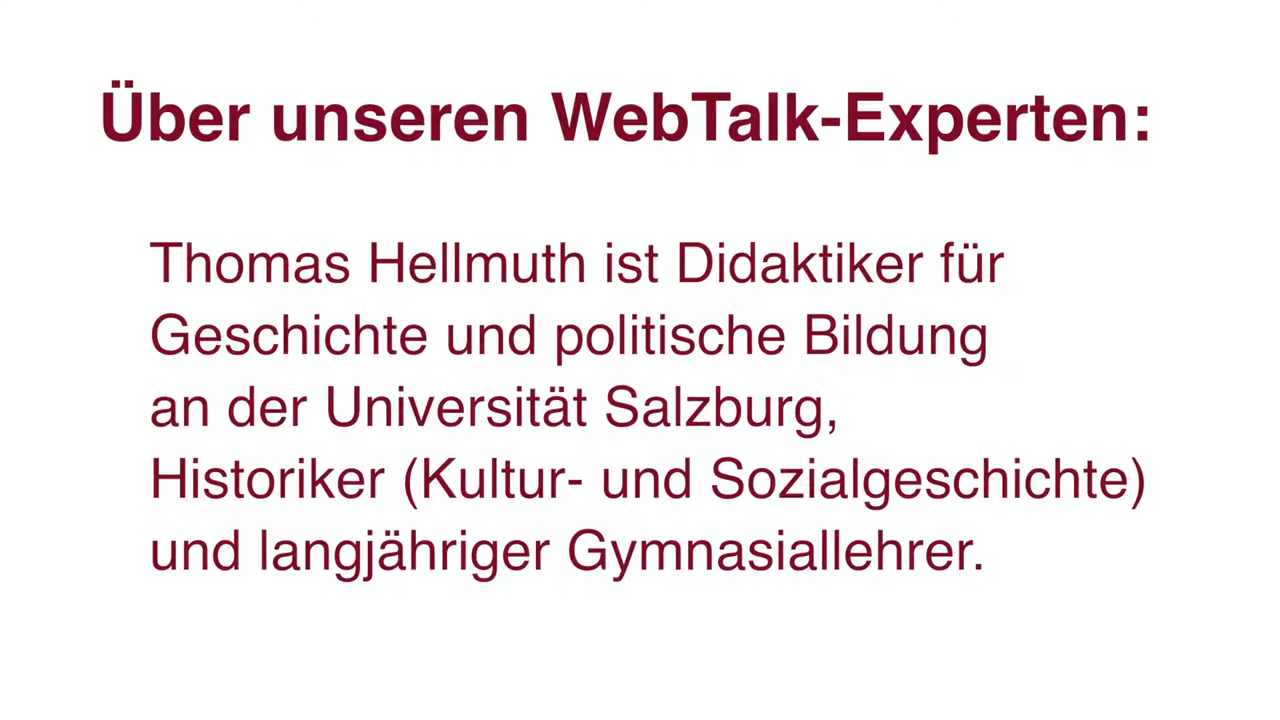 Über unseren WebTalk-Experten:
Thomas Hellmuth ist Didaktiker für
Geschichte und politische Bildung
an der Universität Salzburg,
Historiker (Kultur- und Sozialgeschichte)
und langjähriger Gymnasiallehrer.